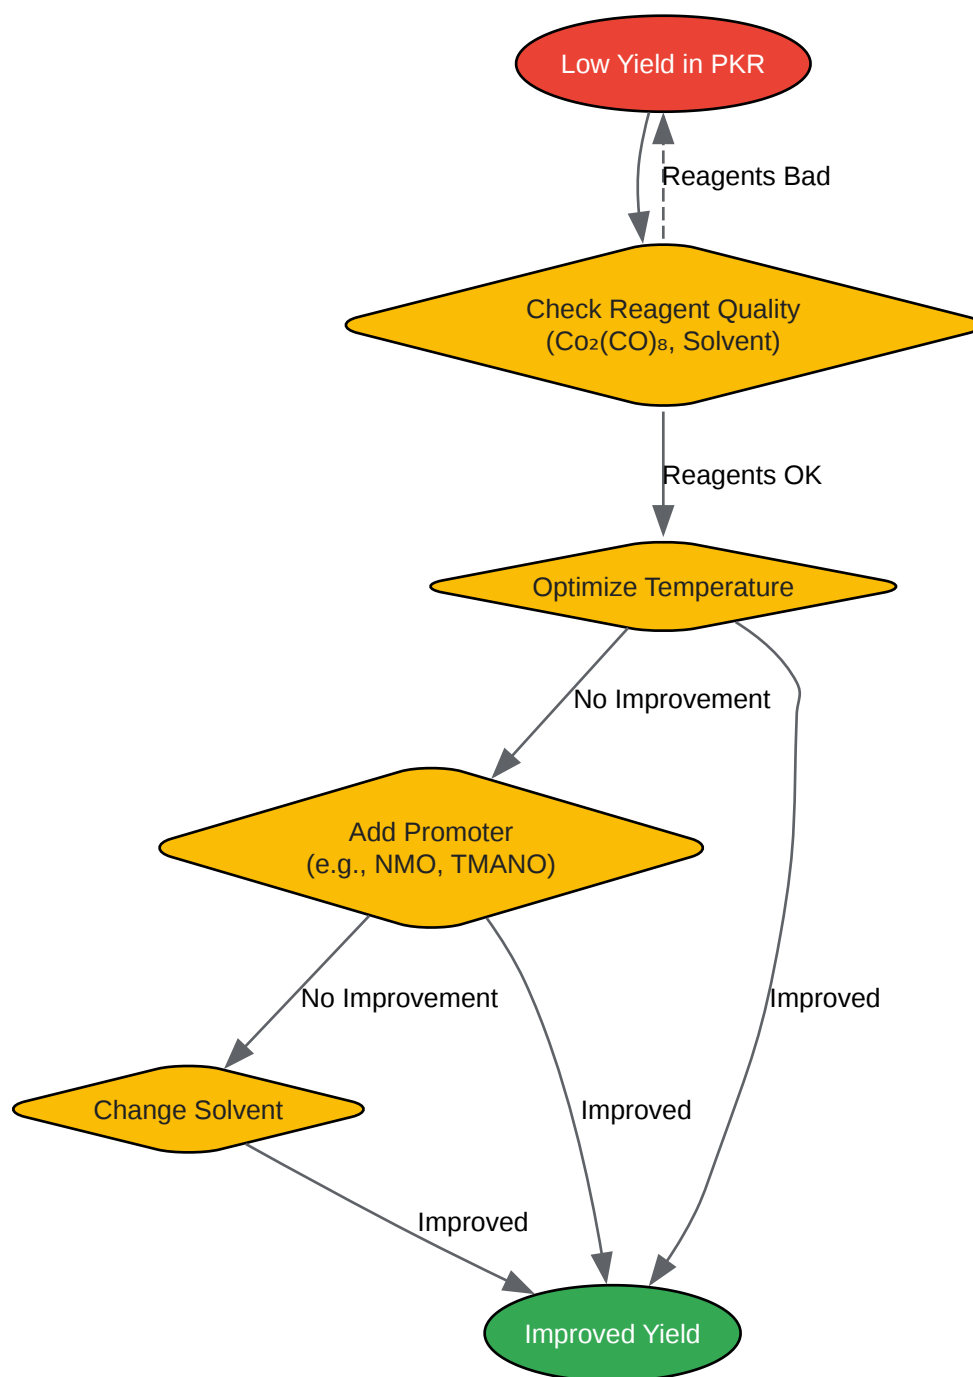 Low Yield in PKR
Reagents Bad
Check Reagent Quality
(Co₂(CO)₈, Solvent)
Reagents OK
Optimize Temperature
No Improvement
Add Promoter
(e.g., NMO, TMANO)
No Improvement
Improved
Change Solvent
Improved
Improved
Improved Yield